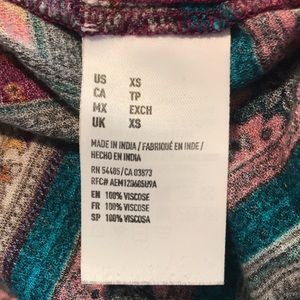 US XS
CA TP
MX EXCH
UK XS
MADE IN INDIA / FABRIQUÉ EN INDE /
HECHO EN INDIA
RN 54485/CA 03873
RFC# AEM120605U9A
EN 100% VISCOSE
FR 100% VISCOSE
SP 100% VISCOSA